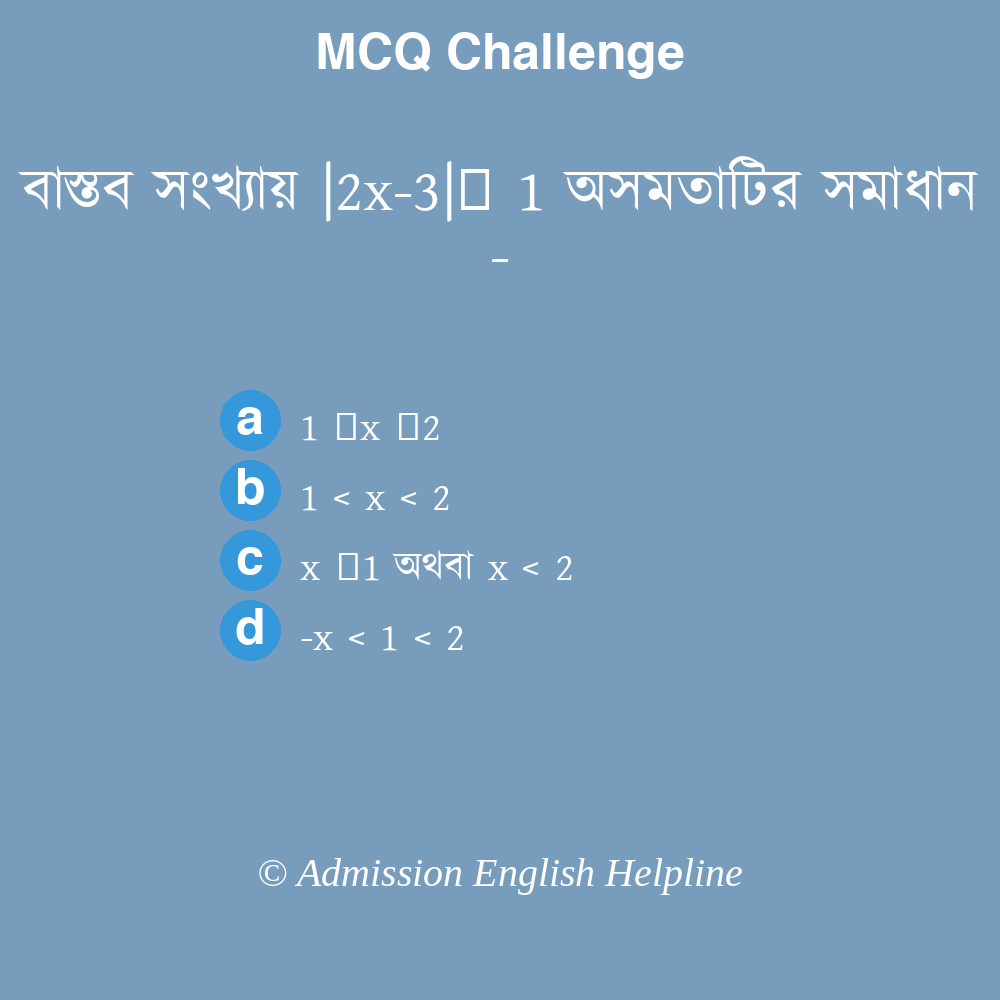 MCQ Challenge
বাস্তব সংখ্যায় |2x-3|▯ 1 অসমতাটির সমাধান
-
a 1 ▯x ▯2
b 1 < x < 2
c x ▯1 অথবা x < 2
d -x < 1 < 2
© Admission English Helpline